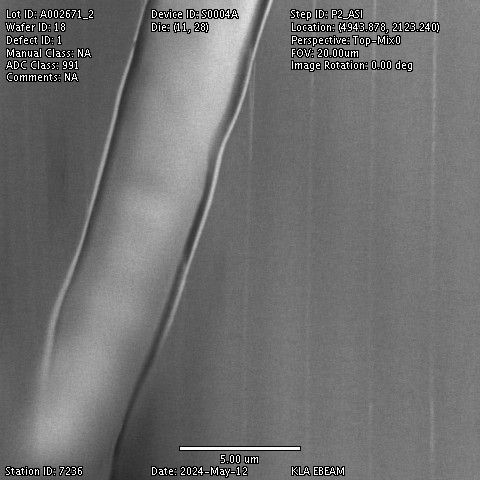 Lot ID: A002671_2
Wafer ID: 18
Defect ID: 1
Manual Class: NA
ADC Class: 991
Comments: NA
Device ID: S0004A
Die: (11, 28)
Step ID: P2_ASI
Location: (4943.878, 2123.240)
Perspective: Top-Mix0
FOV: 20.00um
Image Rotation: 0.00 deg
5.00 um
Station ID: 7236
Date: 2024-May-12
KLA EBEAM